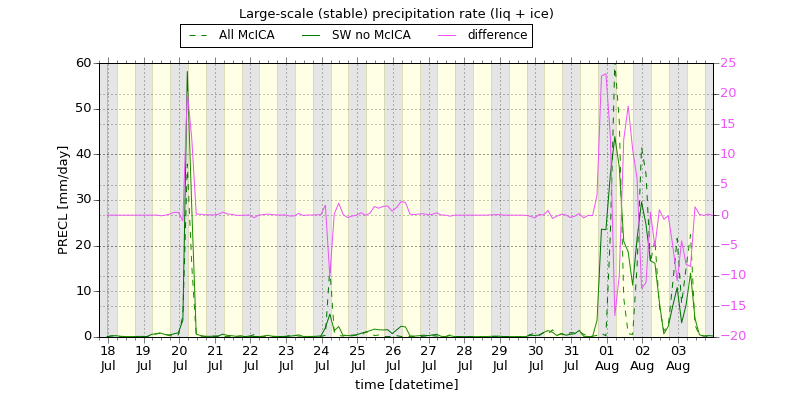 Large-scale (stable) precipitation rate (liq + ice)
All McICA SW no McICA difference
PRECL [mm/day]
60
50
40
30
20
10
0
25
20
15
10
5
0
−5
−10
−15
−20
18 19 20 21 22 23 24 25 26 27 28 29 30 31 01 02 03
Jul Jul Jul Jul Jul Jul Jul Jul Jul Jul Jul Jul Jul Jul Aug Aug Aug
time [datetime]